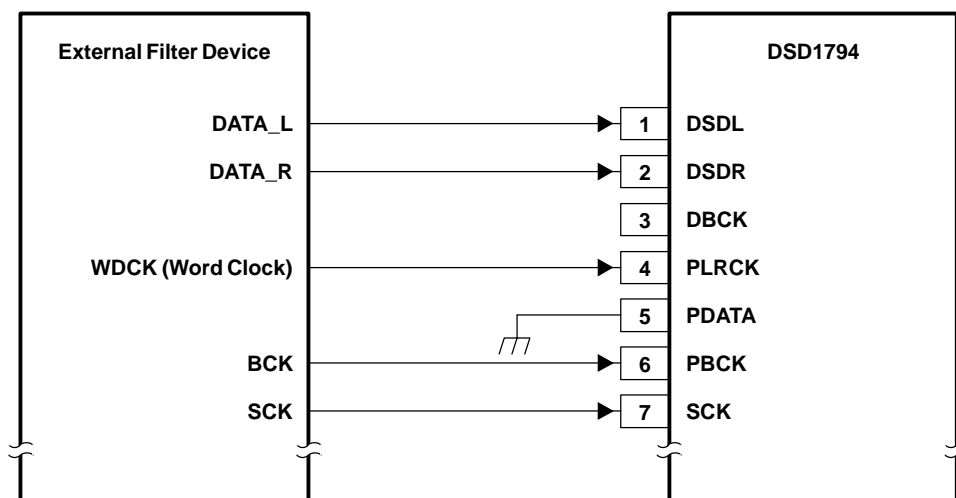 External Filter Device
DSD1794
DATA_L
1
DSDL
DATA_R
2
DSDR
3
DBCK
WDCK (Word Clock)
4
PLRCK
5
PDATA
BCK
6
PBCK
SCK
7
SCK